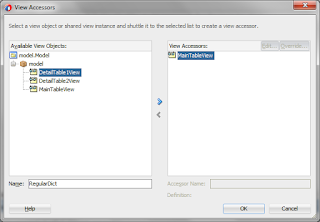 View Accessors
Select a view object or shared view instance and shuttle it to the selected list to create a view accessor.
Available View Objects:
model.Model
model
DetailTable1View
DetailTable2View
MainTableView
Name: RegularDict
View Accessors: Edit... Override...
MainTableView
Accessor Name:
Definition:
Help OK Cancel